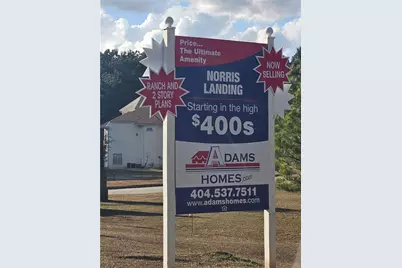 Price...
The Ultimate
Amenity
NOW
SELLING
NORRIS
LANDING
RANCH AND
2 STORY
PLANS
Starting in the high
$400s
ADAMS
HOMES.com
404.537.7511
www.adamshomes.com